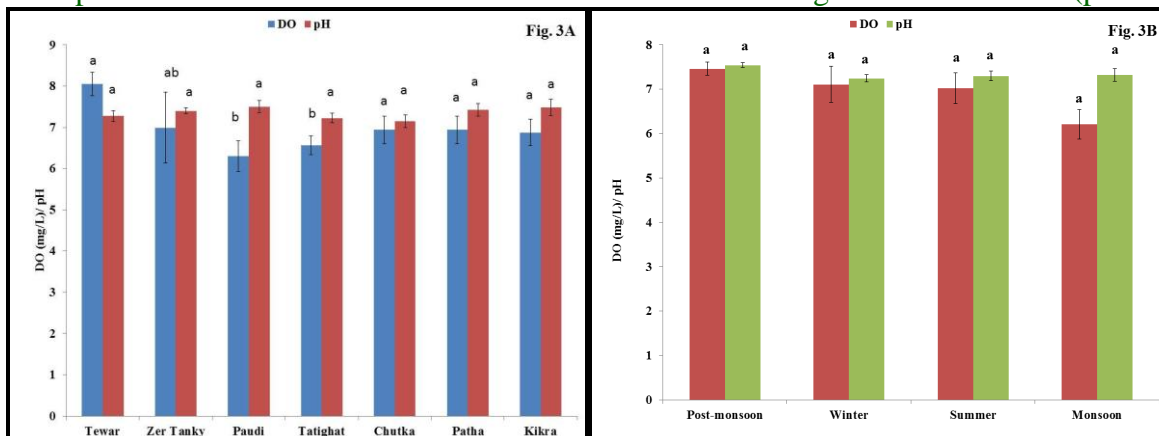 DO pH
Fig. 3A
9
8
7
6
5
4
3
2
1
0
DO (mg/L)/ pH
a a ab a b a b a a a a a a a
Tewar Zer Tanky Paudi Tatighat Chutka Patha Kikra
DO pH
Fig. 3B
8
7
6
5
4
3
2
1
0
DO (mg/L)/ pH
a a a a a a a a
Post-monsoon Winter Summer Monsoon